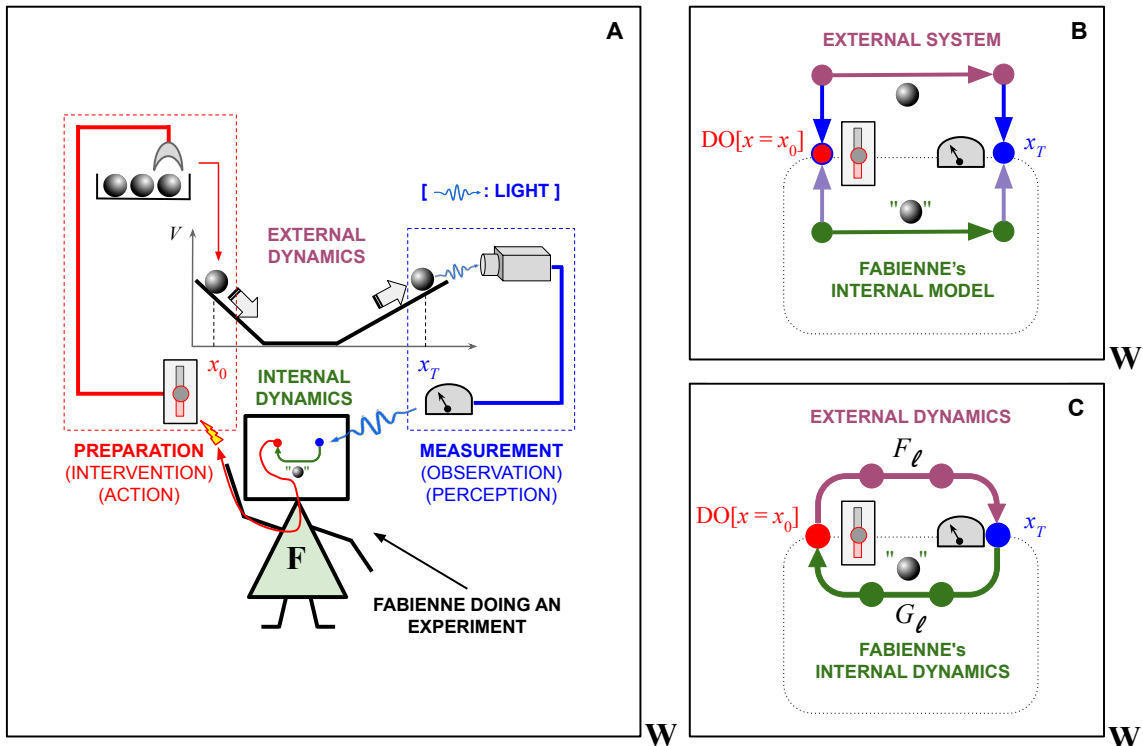 A
[ : LIGHT ]
V
EXTERNAL
DYNAMICS
x0
xT
INTERNAL
DYNAMICS
" "
PREPARATION
(INTERVENTION)
(ACTION)
MEASUREMENT
(OBSERVATION)
(PERCEPTION)
F
FABIENNE DOING AN
EXPERIMENT
W
B
EXTERNAL SYSTEM
DO[x = x0]
xT
" "
FABIENNE's
INTERNAL MODEL
W
C
EXTERNAL DYNAMICS
Fℓ
DO[x = x0]
xT
" "
Gℓ
FABIENNE's
INTERNAL DYNAMICS
W